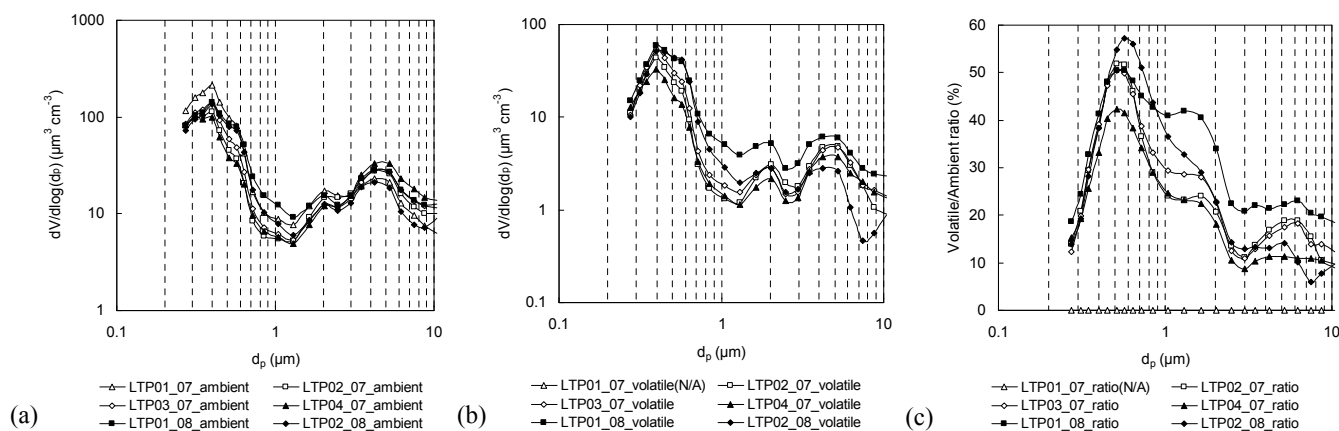 dV/dlog(dp) (µm³ cm⁻³)
1000
100
10
1
0.1
1
10
dₚ (µm)
LTP01_07_ambient
LTP02_07_ambient
LTP03_07_ambient
LTP04_07_ambient
LTP01_08_ambient
LTP02_08_ambient
(a)
dV/dlog(dp) (µm³ cm⁻³)
100
10
1
0.1
0.1
1
10
dₚ (µm)
LTP01_07_volatile(N/A)
LTP02_07_volatile
LTP03_07_volatile
LTP04_07_volatile
LTP01_08_volatile
LTP02_08_volatile
(b)
Volatile/Ambient ratio (%)
60
50
40
30
20
10
0
0.1
1
10
dₚ (µm)
LTP01_07_ratio(N/A)
LTP02_07_ratio
LTP03_07_ratio
LTP04_07_ratio
LTP01_08_ratio
LTP02_08_ratio
(c)